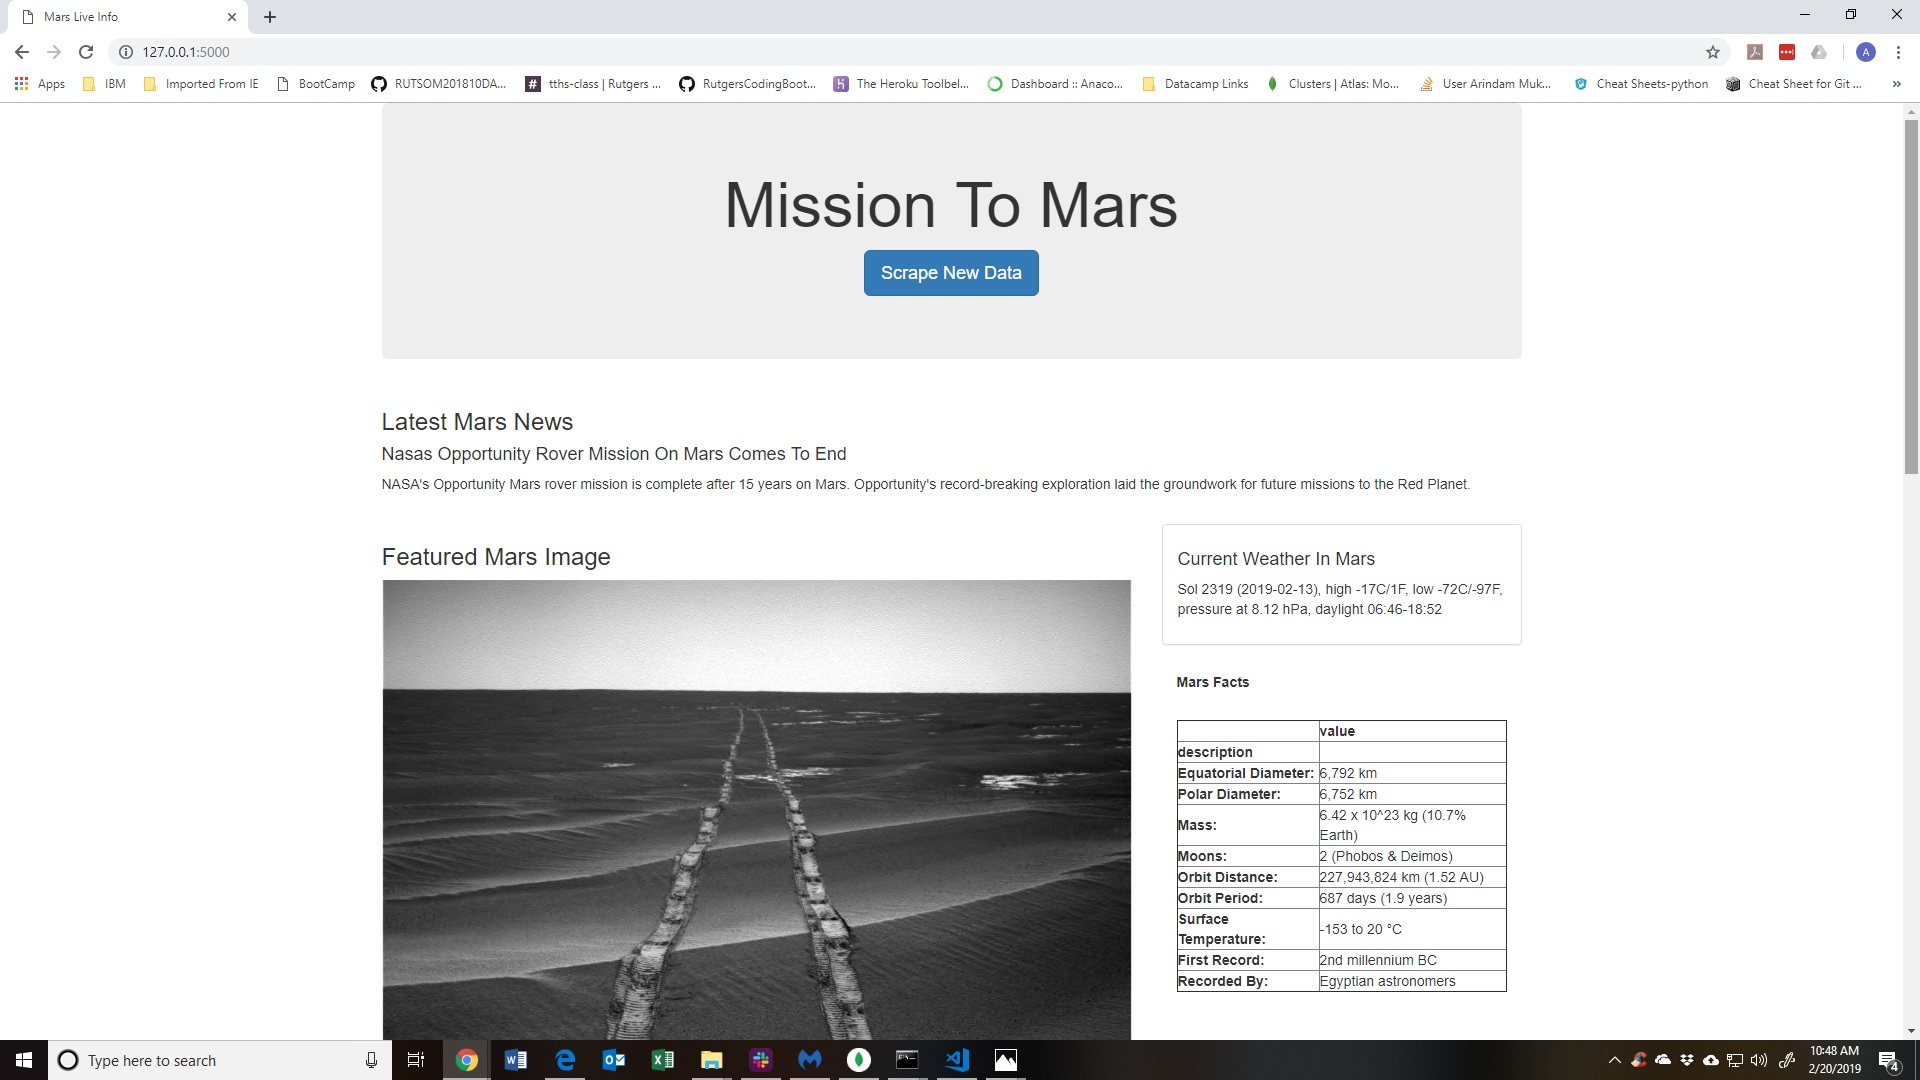 Mars Live Info
127.0.0.1:5000
Apps
IBM
Imported From IE
BootCamp
RUTSOM201810DA...
tths-class | Rutgers ...
RutgersCodingBoot...
The Heroku Toolbel...
Dashboard :: Anaco...
Datacamp Links
Clusters | Atlas: Mo...
User Arindam Muk...
Cheat Sheets-python
Cheat Sheet for Git ...
»
A
Mission To Mars
Scrape New Data
Latest Mars News
Nasas Opportunity Rover Mission On Mars Comes To End
NASA's Opportunity Mars rover mission is complete after 15 years on Mars. Opportunity's record-breaking exploration laid the groundwork for future missions to the Red Planet.
Featured Mars Image
Current Weather In Mars
Sol 2319 (2019-02-13), high -17C/1F, low -72C/-97F,
pressure at 8.12 hPa, daylight 06:46-18:52
Mars Facts
value
description
Equatorial Diameter: 6,792 km
Polar Diameter: 6,752 km
Mass: 6.42 x 10^23 kg (10.7%
Earth)
Moons: 2 (Phobos & Deimos)
Orbit Distance: 227,943,824 km (1.52 AU)
Orbit Period: 687 days (1.9 years)
Surface
Temperature: -153 to 20 °C
First Record: 2nd millennium BC
Recorded By: Egyptian astronomers
Type here to search
10:48 AM
2/20/2019
4